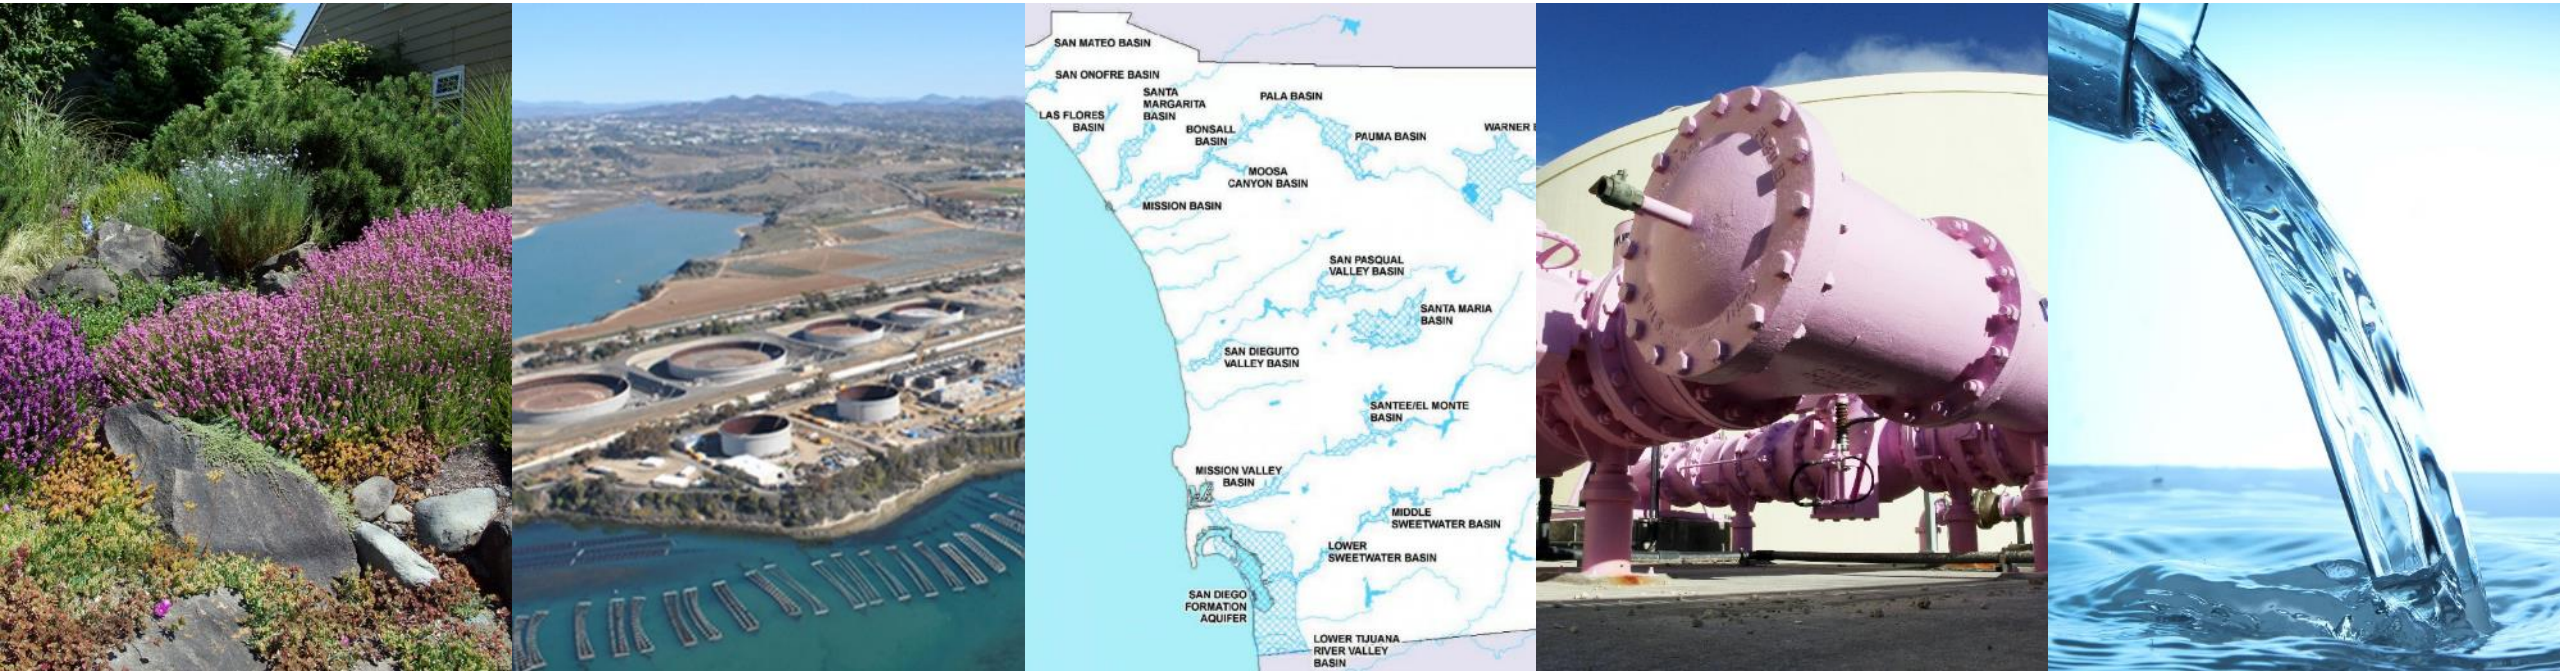 SAN MATEO BASIN
SAN ONOFRE BASIN
SANTA
MARGARITA
BASIN
LAS FLORES
BASIN
PALA BASIN
BONSALL
BASIN
PAUMA BASIN
WARNER
MOOSA
CANYON BASIN
MISSION BASIN
SAN PASQUAL
VALLEY BASIN
SANTA MARIA
BASIN
SAN DIEGUITO
VALLEY BASIN
SANTEE/EL MONTE
BASIN
MISSION VALLEY
BASIN
MIDDLE
SWEETWATER BASIN
LOWER
SWEETWATER BASIN
SAN DIEGO
FORMATION
AQUIFER
LOWER TIJUANA
RIVER VALLEY
BASIN